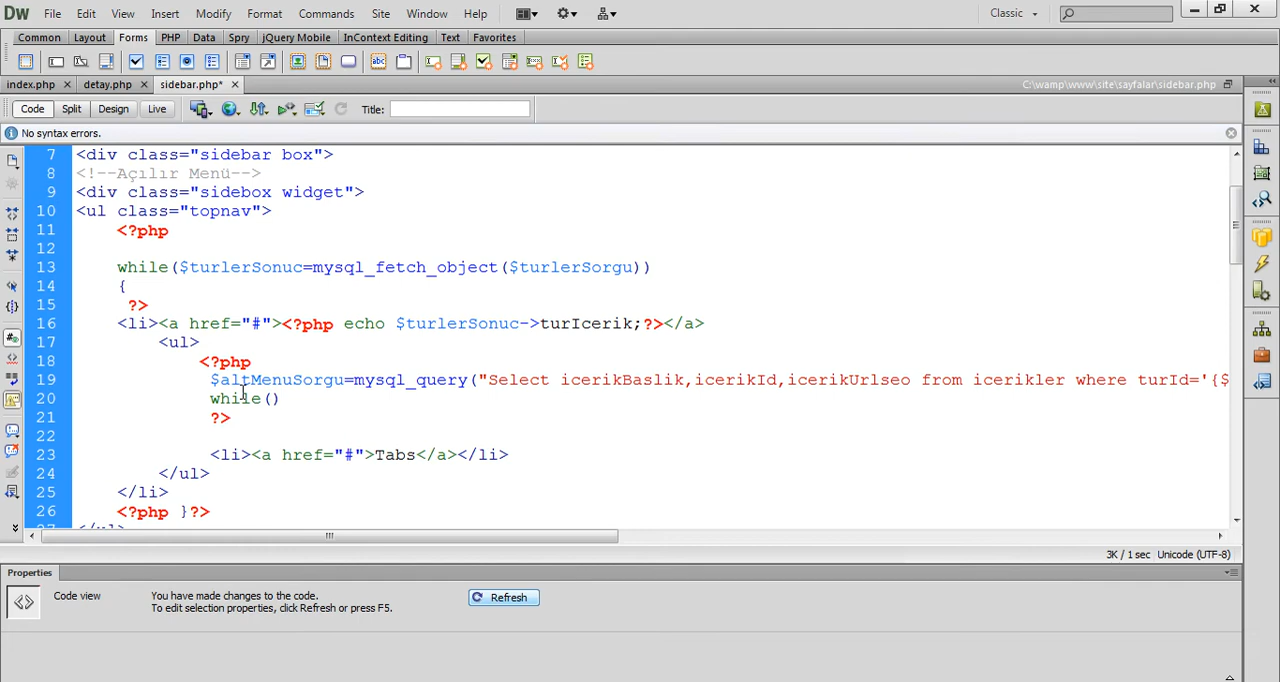 Dw File Edit View Insert Modify Format Commands Site Window Help Classic
Common Layout Forms PHP Data Spry jQuery Mobile InContext Editing Text Favorites
index.php detay.php sidebar.php* C:\wamp\www\site\sayfalar\sidebar.php
Code Split Design Live Title:
No syntax errors.
7 <div class="sidebar box">
8 <!--Açılır Menü-->
9 <div class="sidebox widget">
10 <ul class="topnav">
11 <?php
12
13 while($turlerSonuc=mysql_fetch_object($turlerSorgu))
14 {
15 ?>
16 <li><a href="#"><?php echo $turlerSonuc->turIcerik;?></a>
17 <ul>
18 <?php
19 $altMenuSorgu=mysql_query("Select icerikBaslik,icerikId,icerikUrlseo from icerikler where turId='{$
20 while()
21 ?>
22
23 <li><a href="#">Tabs</a></li>
24 </ul>
25 </li>
26 <?php }?>
27 </ul>
3K / 1 sec Unicode (UTF-8)
Properties
Code view You have made changes to the code. Refresh
To edit selection properties, click Refresh or press F5.